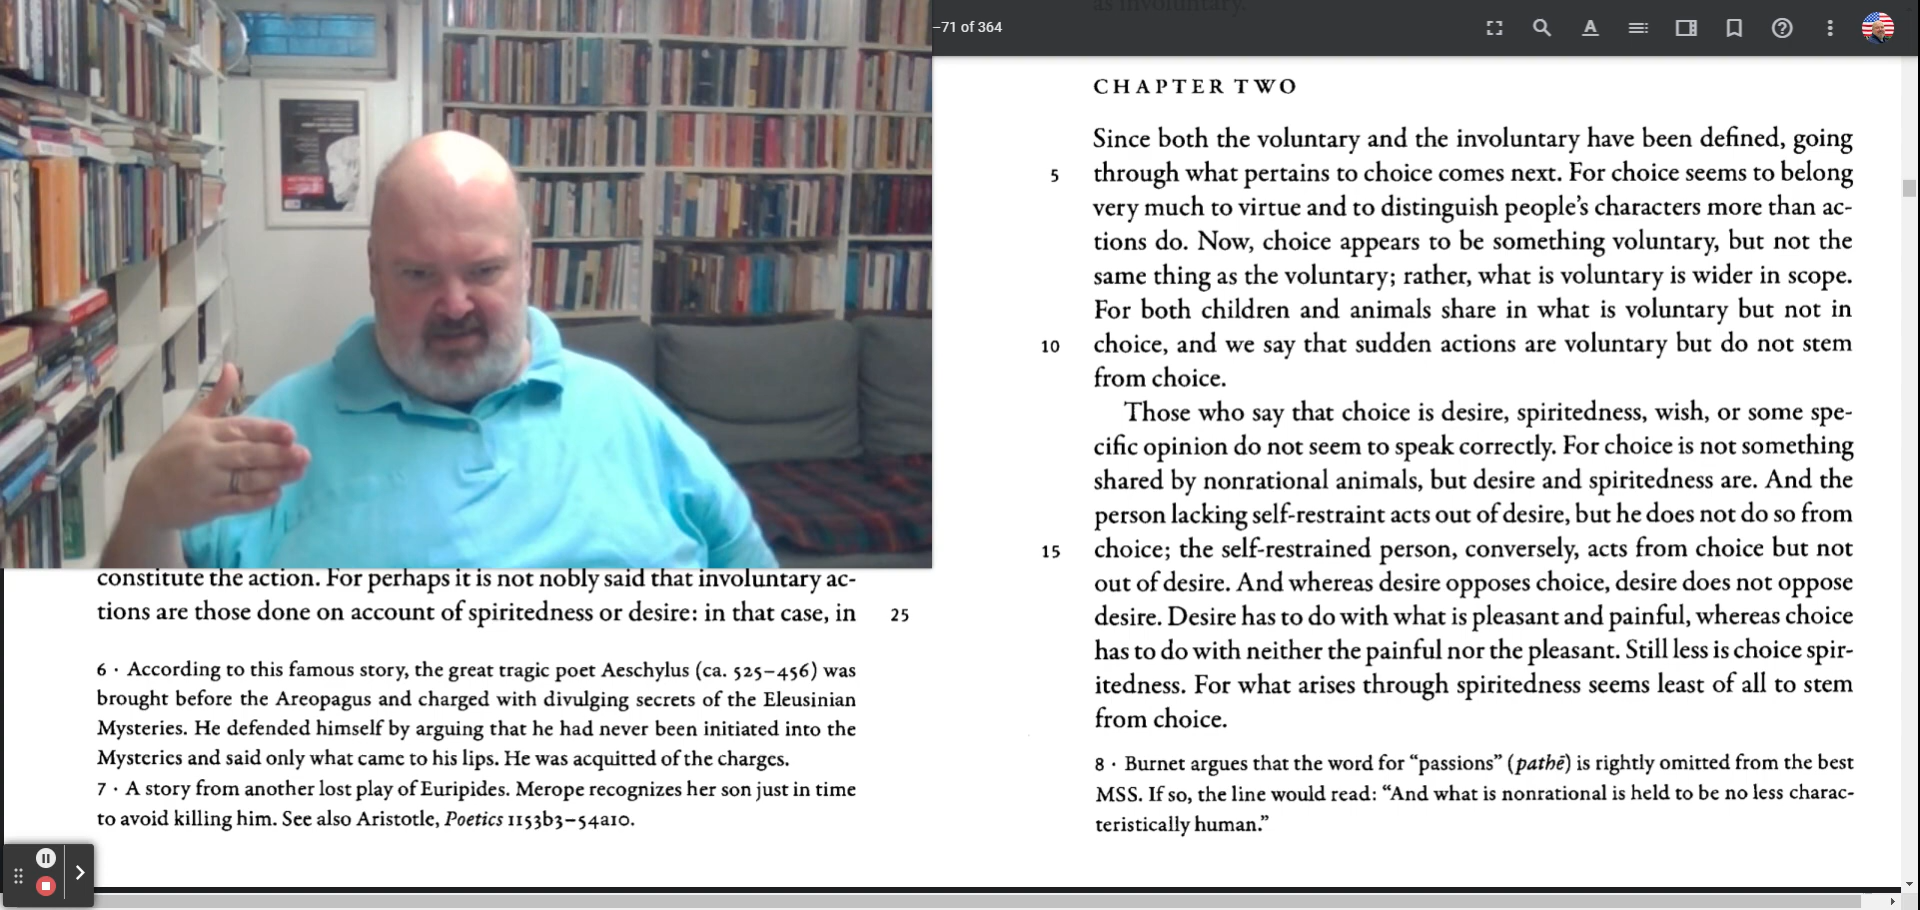 as involuntary.
–71 of 364
CHAPTER TWO
Since both the voluntary and the involuntary have been defined, going
5 through what pertains to choice comes next. For choice seems to belong
very much to virtue and to distinguish people’s characters more than ac-
tions do. Now, choice appears to be something voluntary, but not the
same thing as the voluntary; rather, what is voluntary is wider in scope.
For both children and animals share in what is voluntary but not in
10 choice, and we say that sudden actions are voluntary but do not stem
from choice.
Those who say that choice is desire, spiritedness, wish, or some spe-
cific opinion do not seem to speak correctly. For choice is not something
shared by nonrational animals, but desire and spiritedness are. And the
person lacking self-restraint acts out of desire, but he does not do so from
15 choice; the self-restrained person, conversely, acts from choice but not
out of desire. And whereas desire opposes choice, desire does not oppose
desire. Desire has to do with what is pleasant and painful, whereas choice
has to do with neither the painful nor the pleasant. Still less is choice spir-
itedness. For what arises through spiritedness seems least of all to stem
from choice.
8 · Burnet argues that the word for “passions” (pathē) is rightly omitted from the best
MSS. If so, the line would read: “And what is nonrational is held to be no less charac-
teristically human.”
constitute the action. For perhaps it is not nobly said that involuntary ac-
tions are those done on account of spiritedness or desire: in that case, in 25
6 · According to this famous story, the great tragic poet Aeschylus (ca. 525–456) was
brought before the Areopagus and charged with divulging secrets of the Eleusinian
Mysteries. He defended himself by arguing that he had never been initiated into the
Mysteries and said only what came to his lips. He was acquitted of the charges.
7 · A story from another lost play of Euripides. Merope recognizes her son just in time
to avoid killing him. See also Aristotle, Poetics 1153b3–54a10.